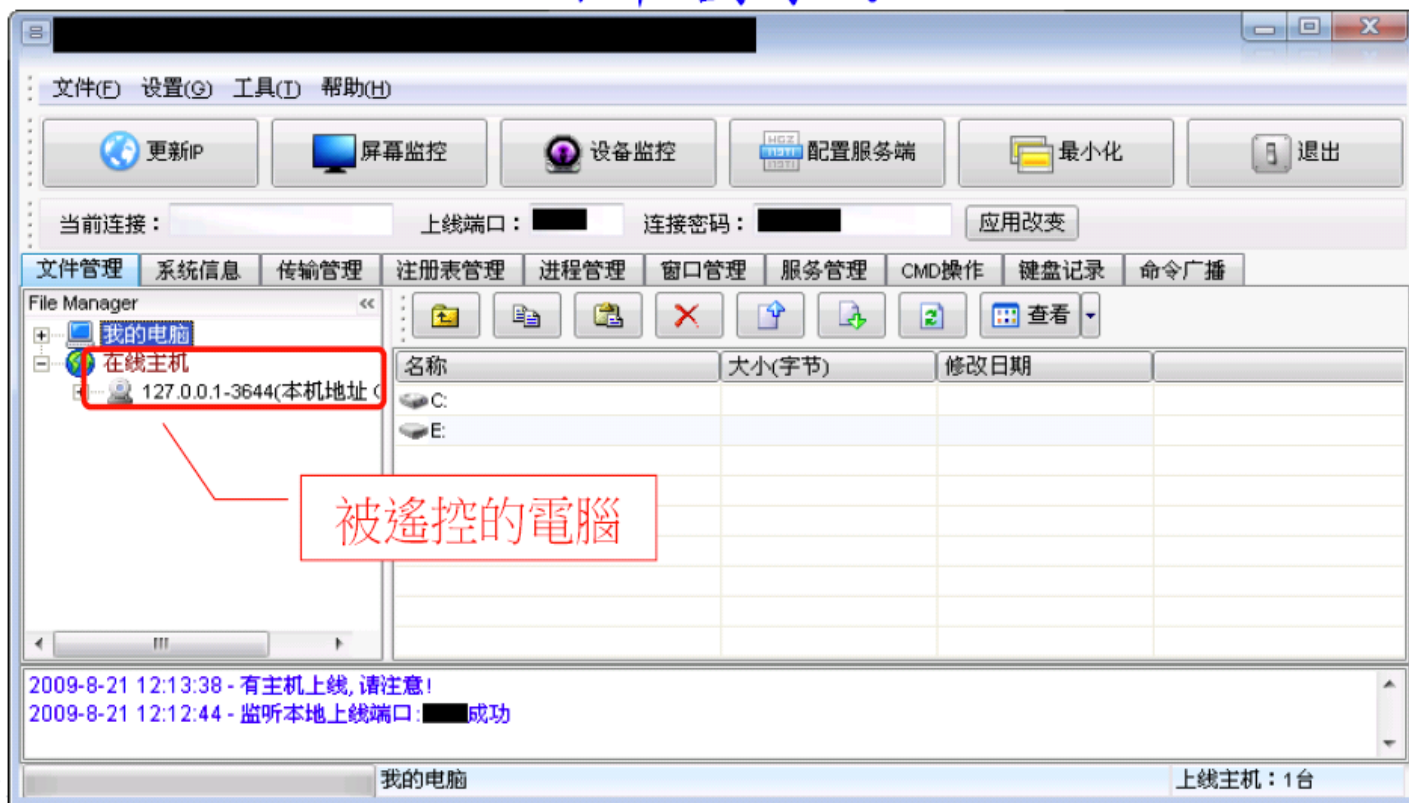 文件(F) 设置(G) 工具(T) 帮助(H)
更新IP 屏幕监控 设备监控 配置服务端 最小化 退出
当前连接： 上线端口： 连接密码： 应用改变
文件管理 系统信息 传输管理 注册表管理 进程管理 窗口管理 服务管理 CMD操作 键盘记录 命令广播
File Manager
查看
我的电脑
在线主机
127.0.0.1-3644(本机地址 (
名称 大小(字节) 修改日期
C:
E:
被遙控的電腦
2009-8-21 12:13:38 - 有主机上线,请注意!
2009-8-21 12:12:44 - 监听本地上线端口: 成功
我的电脑 上线主机：1台